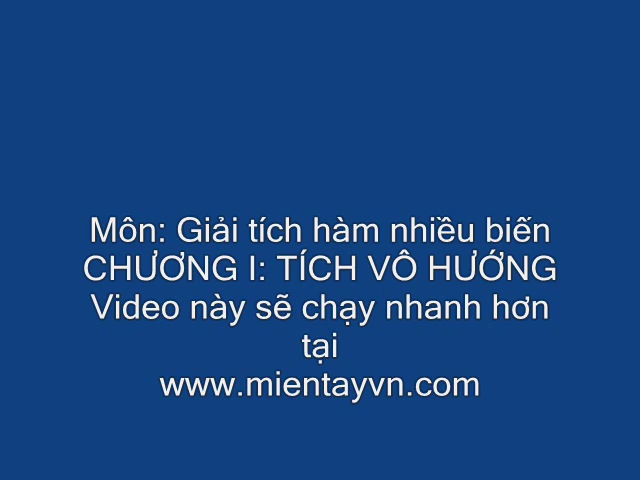 Môn: Giải tích hàm nhiều biến
CHƯƠNG I: TÍCH VÔ HƯỚNG
Video này sẽ chạy nhanh hơn
tại
www.mientayvn.com